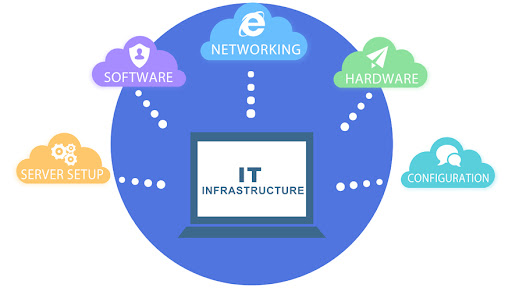 NETWORKING
SOFTWARE
HARDWARE
SERVER SETUP
CONFIGURATION
IT
INFRASTRUCTURE